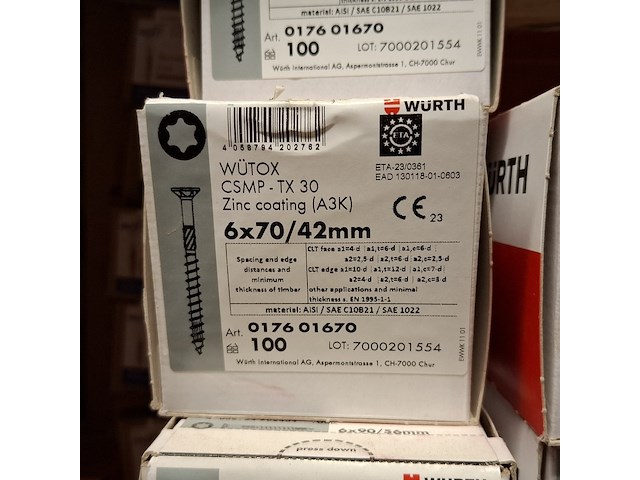 material: AISI / SAE C10B21 / SAE 1022
Art. 0176 01670
100 LOT: 7000201554
Würth International AG, Aspermontstrasse 1, CH-7000 Chur
WÜRTH
4 058794 202762
ETA
ETA-23/0361
EAD 130118-01-0603
WÜTOX
CSMP - TX 30
Zinc coating (A3K)
CE 23
6x70/42mm
Spacing and edge
distances and
minimum
thickness of timber
CLT face a1=4·d | a1,t=6·d | a1,c=6·d |
a2=2,5·d | a2,t=6·d | a2,c=2,5·d
CLT edge a1=10·d | a1,t=12·d | a1,c=7·d |
a2=4·d | a2,t=6·d | a2,c=3·d
other applications and minimal
thickness s. EN 1995-1-1
material: AISI / SAE C10B21 / SAE 1022
Art. 0176 01670
100 LOT: 7000201554
Würth International AG, Aspermontstrasse 1, CH-7000 Chur
EWWK 11 01
RTH
6x90/56mm
press down
WÜRTH